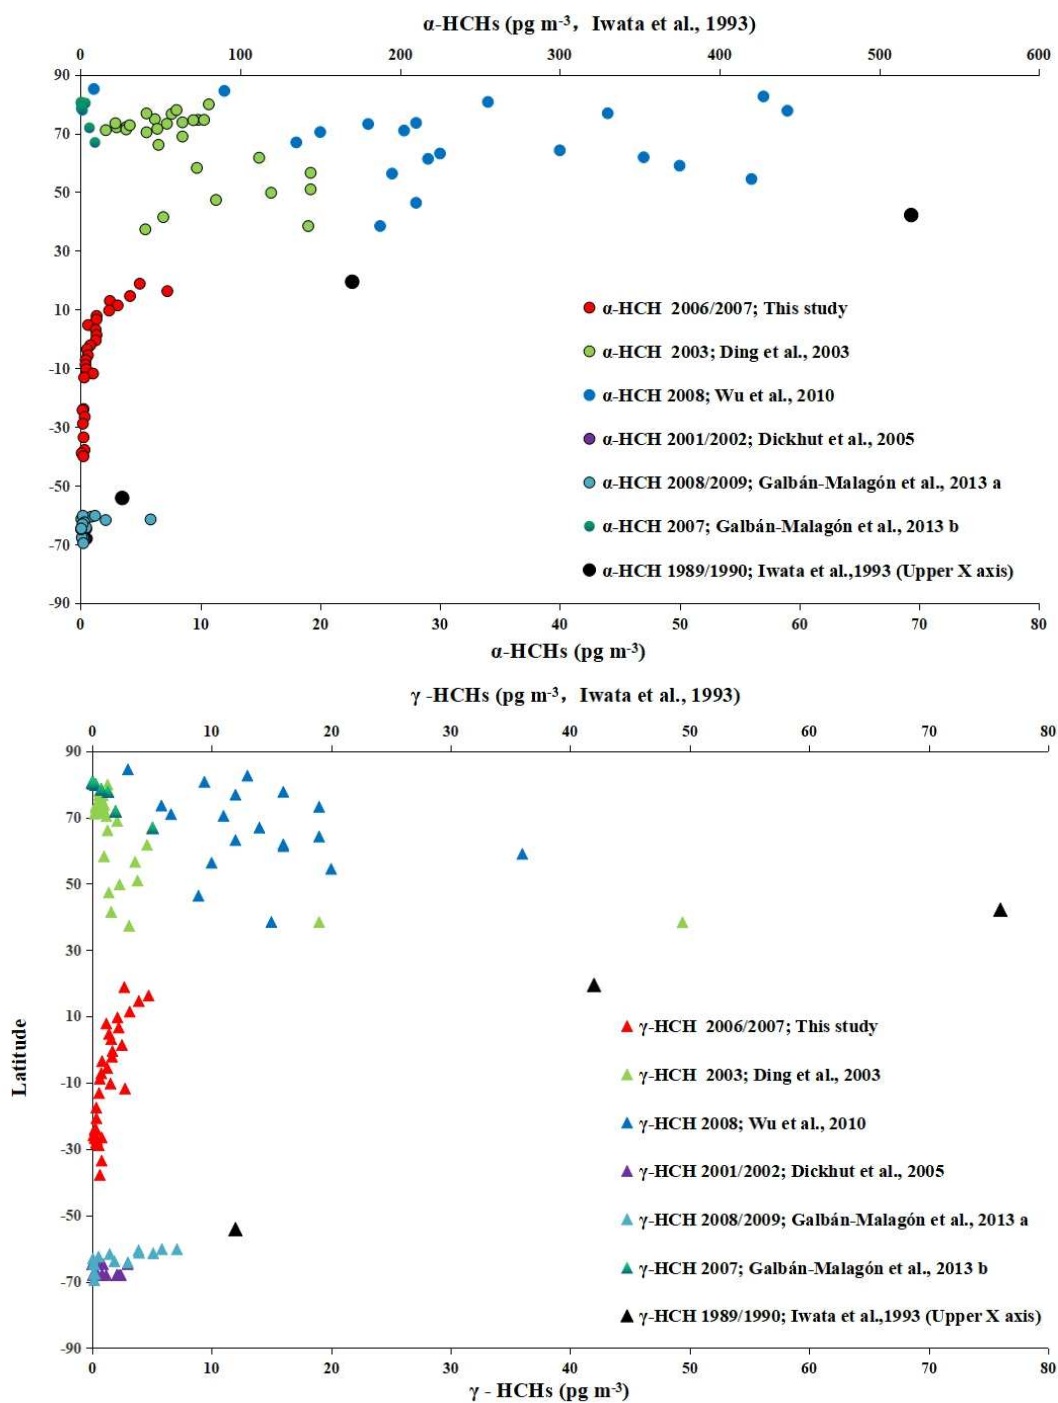 α-HCHs (pg m-3, Iwata et al., 1993)
0 100 200 300 400 500 600
90
70
50
30
10
-10
-30
-50
-70
-90
α-HCH 2006/2007; This study
α-HCH 2003; Ding et al., 2003
α-HCH 2008; Wu et al., 2010
α-HCH 2001/2002; Dickhut et al., 2005
α-HCH 2008/2009; Galbán-Malagón et al., 2013 a
α-HCH 2007; Galbán-Malagón et al., 2013 b
α-HCH 1989/1990; Iwata et al.,1993 (Upper X axis)
0 10 20 30 40 50 60 70 80
α-HCHs (pg m-3)
γ -HCHs (pg m-3, Iwata et al., 1993)
0 10 20 30 40 50 60 70 80
90
70
50
30
10
-10
-30
-50
-70
-90
Latitude
γ-HCH 2006/2007; This study
γ-HCH 2003; Ding et al., 2003
γ-HCH 2008; Wu et al., 2010
γ-HCH 2001/2002; Dickhut et al., 2005
γ-HCH 2008/2009; Galbán-Malagón et al., 2013 a
γ-HCH 2007; Galbán-Malagón et al., 2013 b
γ-HCH 1989/1990; Iwata et al.,1993 (Upper X axis)
0 10 20 30 40 50 60 70 80
γ - HCHs (pg m-3)